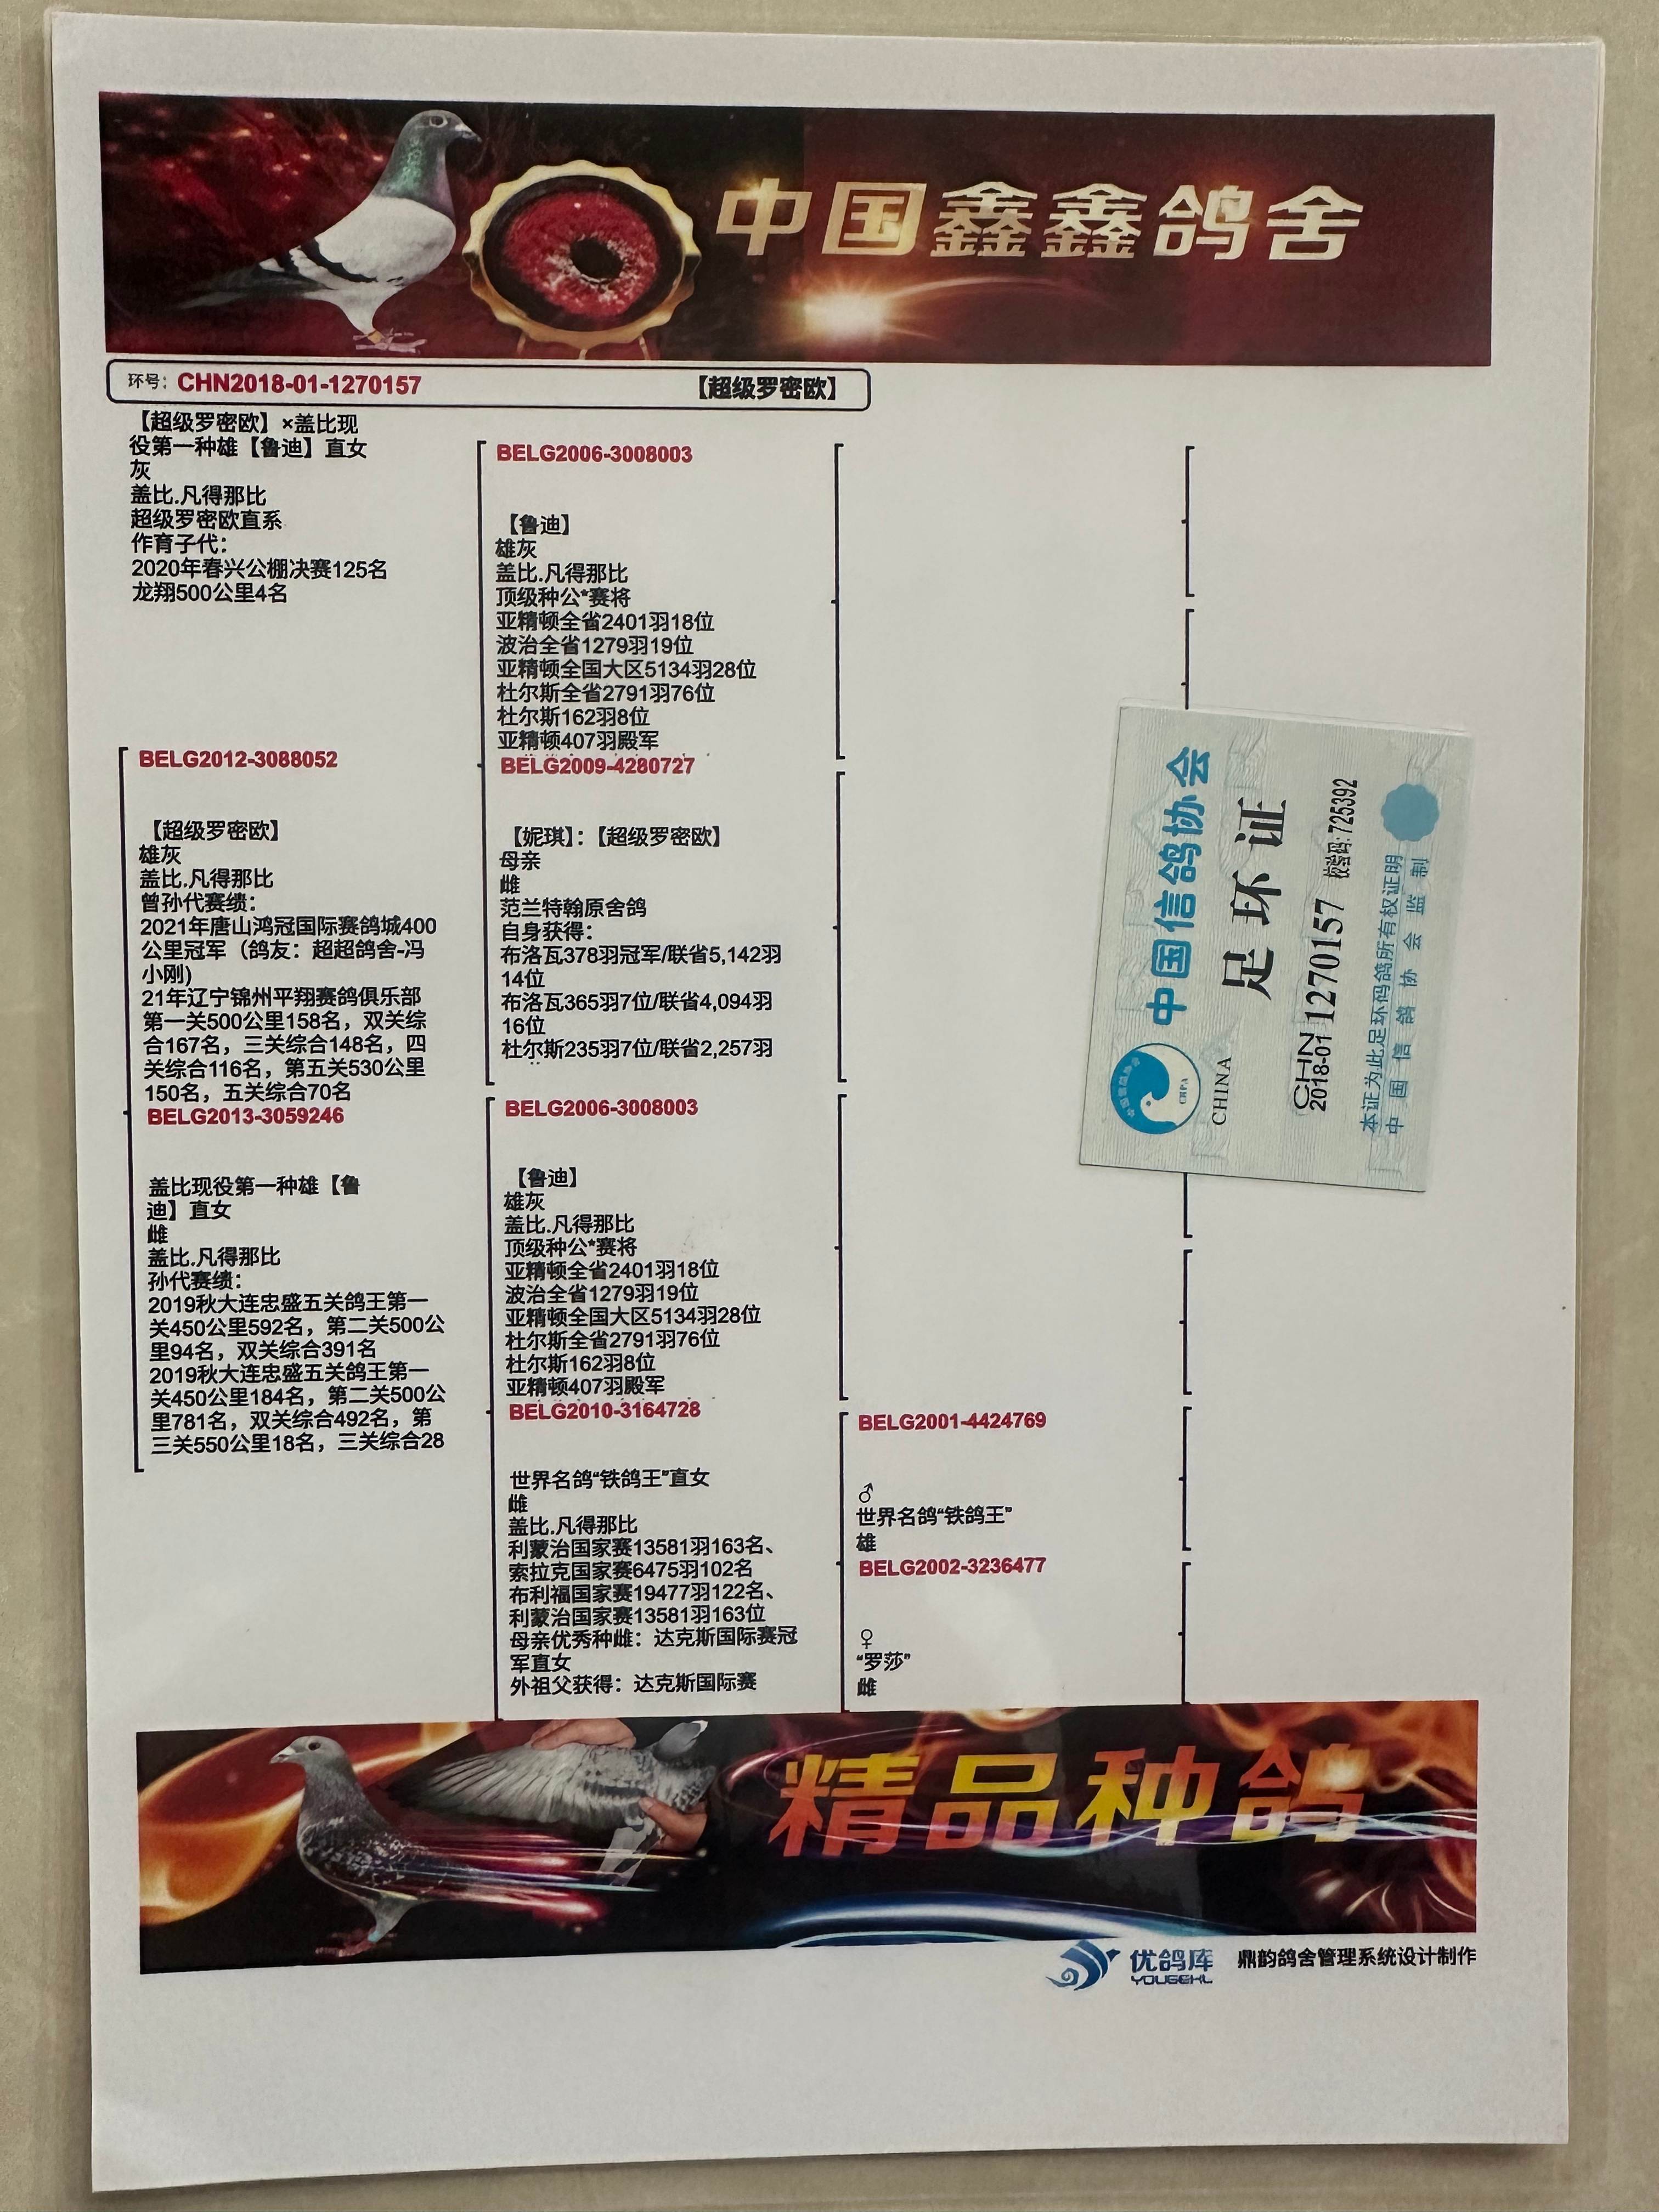 中国鑫鑫鸽舍
环号：CHN2018-01-1270157
【超级罗密欧】
【超级罗密欧】×盖比现
役第一种雄【鲁迪】直女
灰
盖比.凡得那比
超级罗密欧直系
作育子代：
2020年春兴公棚决赛125名
龙翔500公里4名
BELG2012-3088052
【超级罗密欧】
雄灰
盖比.凡得那比
曾孙代赛绩：
2021年唐山鸿冠国际赛鸽城400
公里冠军（鸽友：超超鸽舍-冯
小刚)
21年辽宁锦州平翔赛鸽俱乐部
第一关500公里158名，双关综
合167名，三关综合148名，四
关综合116名，第五关530公里
150名，五关综合70名
BELG2013-3059246
盖比现役第一种雄【鲁
迪】直女
雌
盖比.凡得那比
孙代赛绩：
2019秋大连忠盛五关鸽王第一
关450公里592名，第二关500公
里94名，双关综合391名
2019秋大连忠盛五关鸽王第一
关450公里184名，第二关500公
里781名，双关综合492名，第
三关550公里18名，三关综合28
BELG2006-3008003
【鲁迪】
雄灰
盖比.凡得那比
顶级种公*赛将
亚精顿全省2401羽18位
波治全省1279羽19位
亚精顿全国大区5134羽28位
杜尔斯全省2791羽76位
杜尔斯162羽8位
亚精顿407羽殿军
BELG2009-4280727
【妮琪】：【超级罗密欧】
母亲
雌
范兰特翰原舍鸽
自身获得：
布洛瓦378羽冠军/联省5,142羽
14位
布洛瓦365羽7位/联省4,094羽
16位
杜尔斯235羽7位/联省2,257羽
BELG2006-3008003
【鲁迪】
雄灰
盖比.凡得那比
顶级种公*赛将
亚精顿全省2401羽18位
波治全省1279羽19位
亚精顿全国大区5134羽28位
杜尔斯全省2791羽76位
杜尔斯162羽8位
亚精顿407羽殿军
BELG2010-3164728
世界名鸽“铁鸽王”直女
雌
盖比.凡得那比
利蒙治国家赛13581羽163名、
索拉克国家赛6475羽102名
布利福国家赛19477羽122名、
利蒙治国家赛13581羽163位
母亲优秀种雌：达克斯国际赛冠
军直女
外祖父获得：达克斯国际赛
BELG2001-4424769
♂
世界名鸽“铁鸽王”
雄
BELG2002-3236477
♀
“罗莎”
雌
中国信鸽协会
CRPA
CHINA
足环证
CHN
2018-01 1270157 校验码:725392
本证为此足环码鸽所有权证明
中国信鸽协会监制
精品种鸽
优鸽库
YOUGEKU
鼎韵鸽舍管理系统设计制作